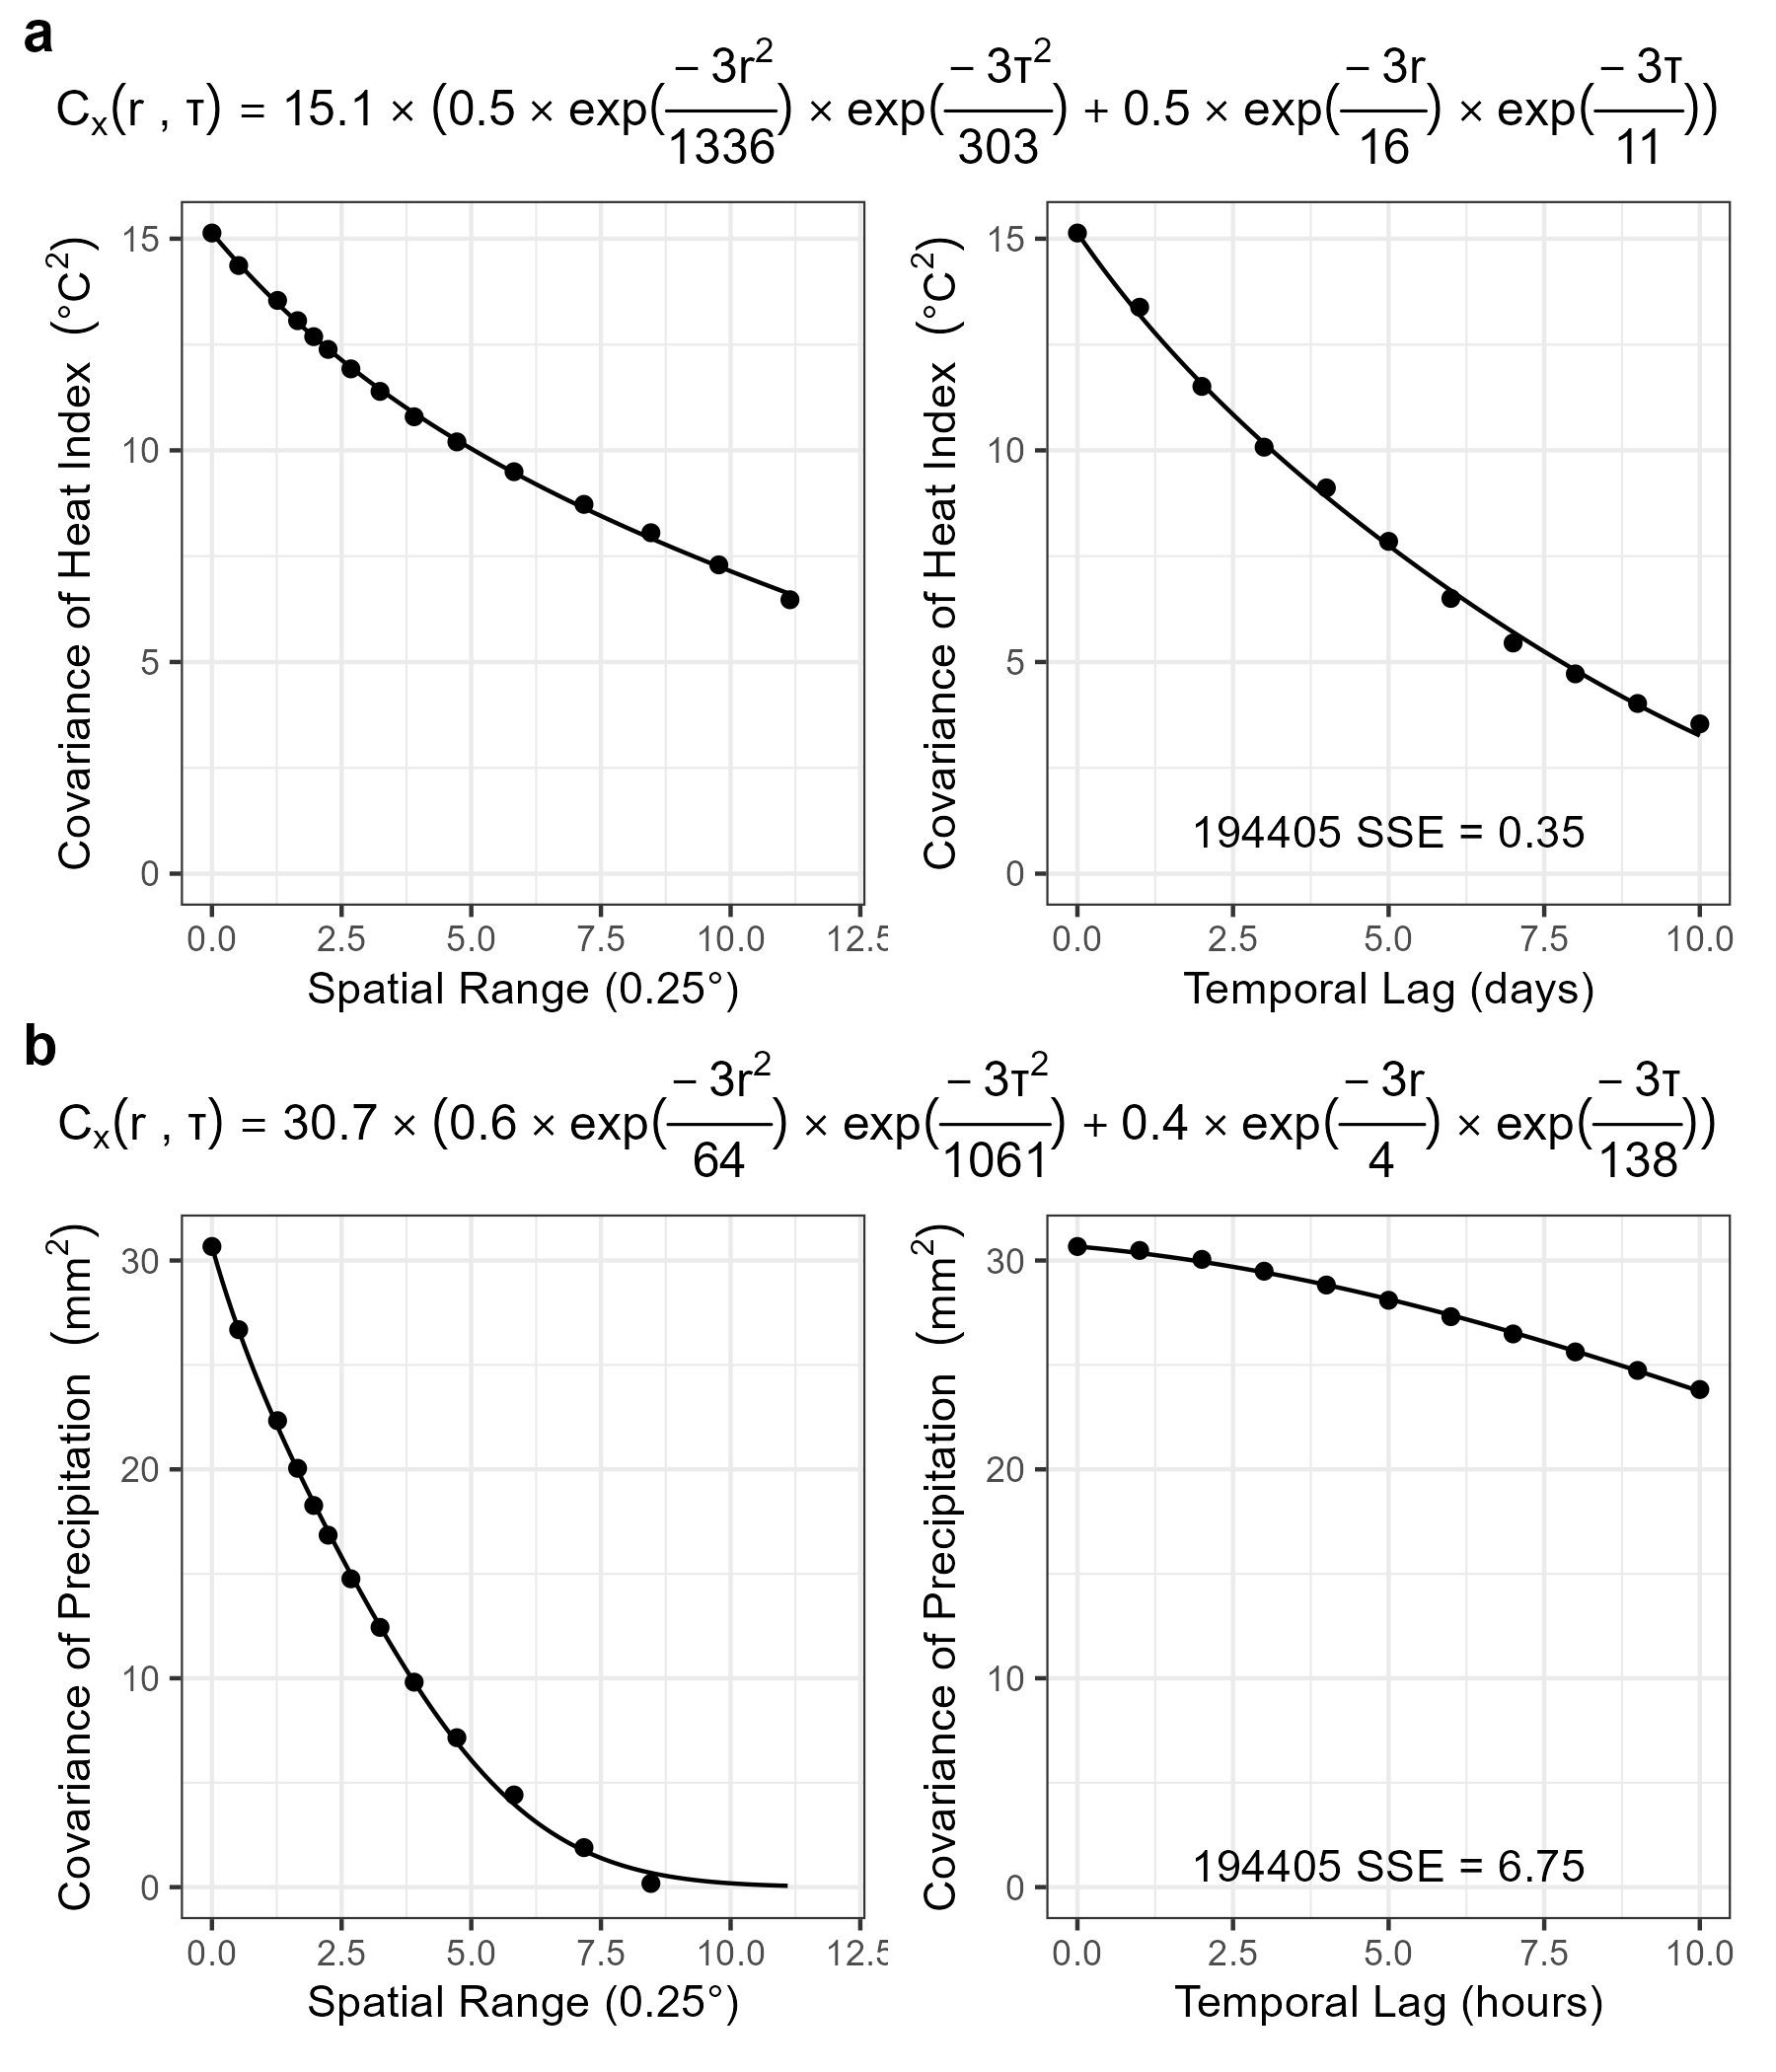 a
Cx(r , τ) = 15.1 × (0.5 × exp(− 3r²/1336) × exp(− 3τ²/303) + 0.5 × exp(− 3r/16) × exp(− 3τ/11))
Covariance of Heat Index (°C²)
15
10
5
0
0.0 2.5 5.0 7.5 10.0 12.5
Spatial Range (0.25°)
Covariance of Heat Index (°C²)
15
10
5
0
194405 SSE = 0.35
0.0 2.5 5.0 7.5 10.0
Temporal Lag (days)
b
Cx(r , τ) = 30.7 × (0.6 × exp(− 3r²/64) × exp(− 3τ²/1061) + 0.4 × exp(− 3r/4) × exp(− 3τ/138))
Covariance of Precipitation (mm²)
30
20
10
0
0.0 2.5 5.0 7.5 10.0 12.5
Spatial Range (0.25°)
Covariance of Precipitation (mm²)
30
20
10
0
194405 SSE = 6.75
0.0 2.5 5.0 7.5 10.0
Temporal Lag (hours)